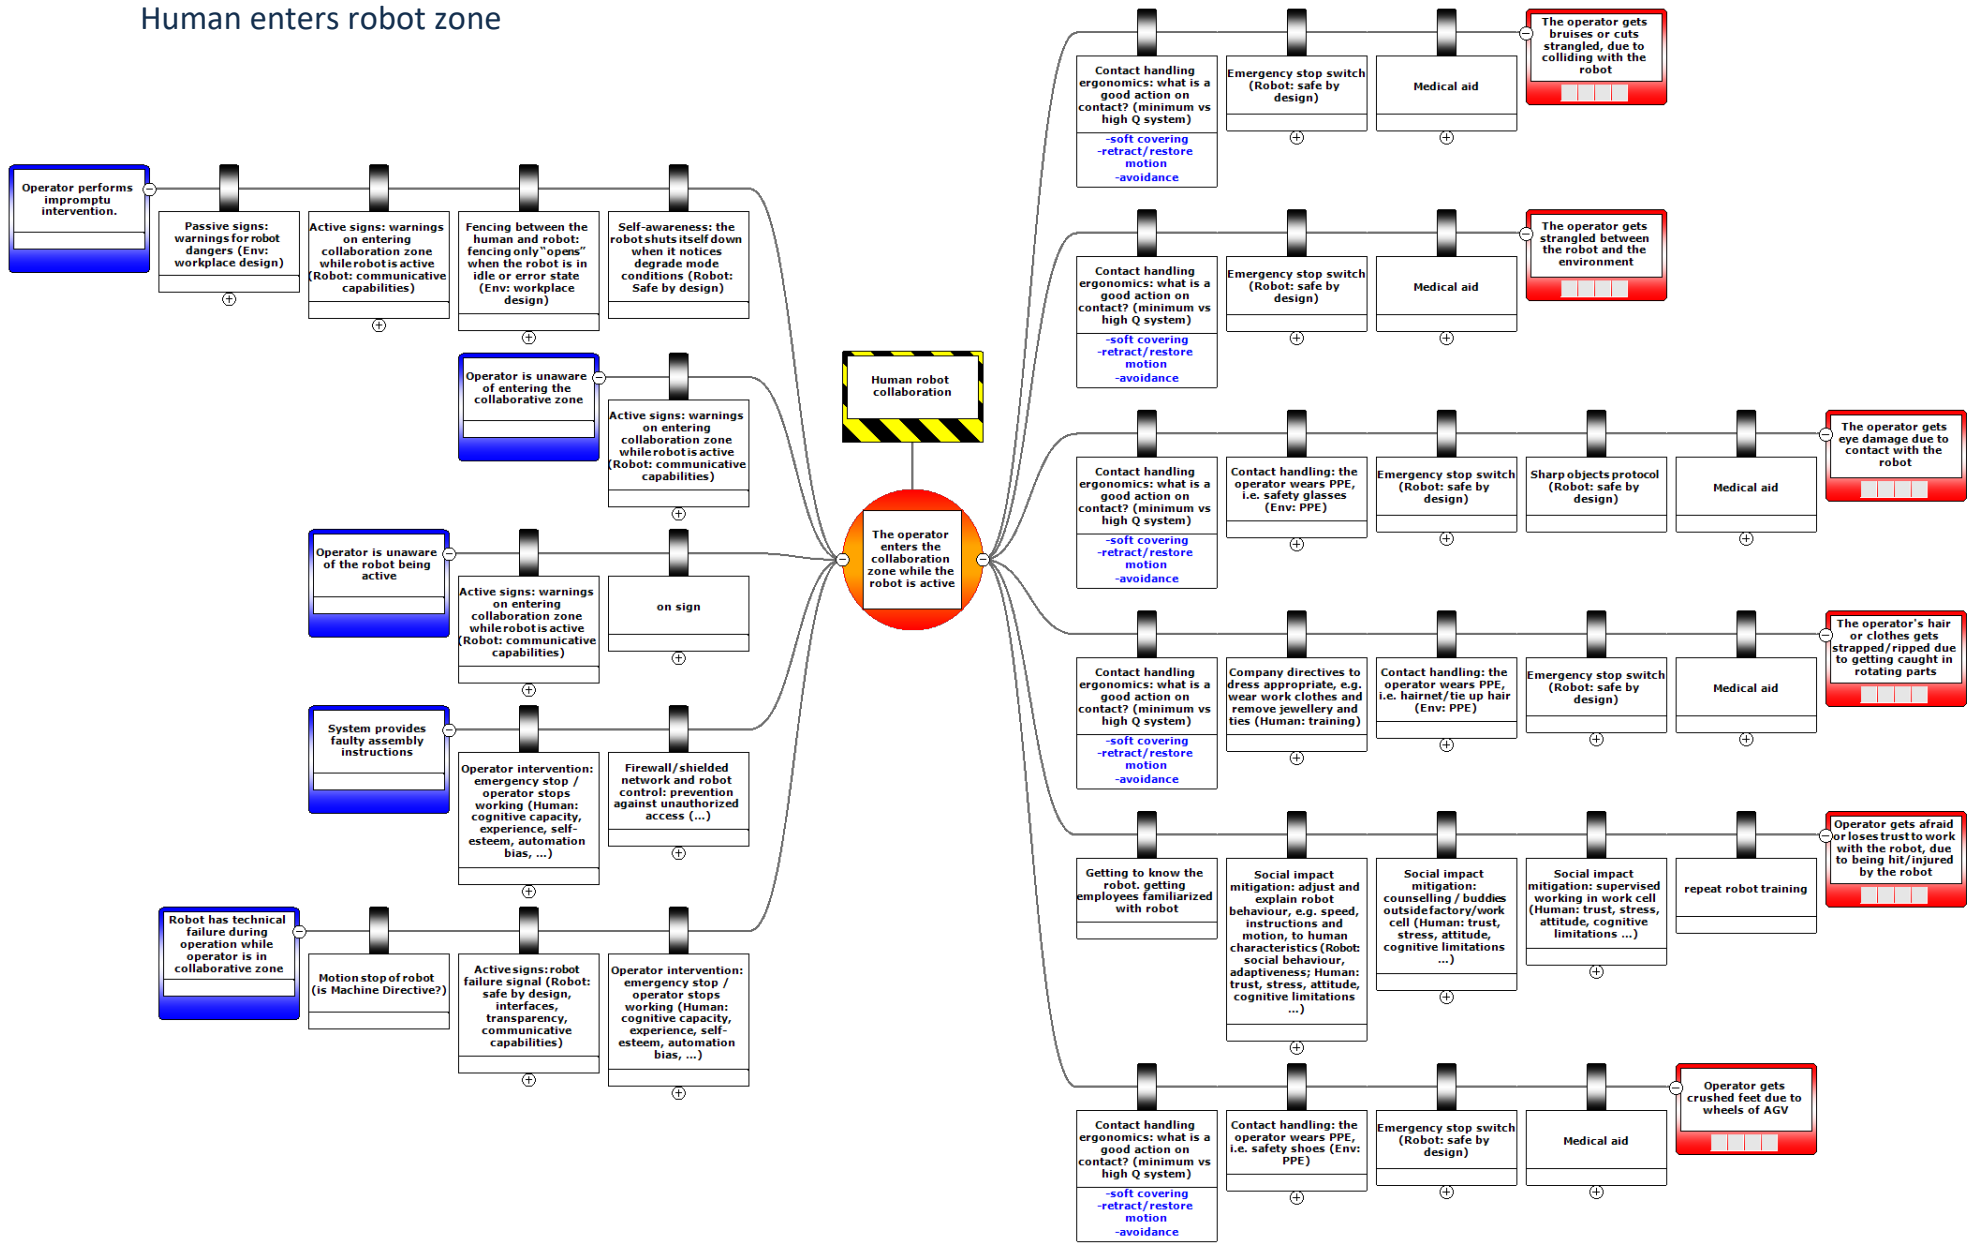 Human enters robot zone
Operator performs
impromptu
intervention.
Passive signs:
warnings for robot
dangers (Env:
workplace design)
Active signs: warnings
on entering
collaboration zone
while robot is active
(Robot: communicative
capabilities)
Fencing between the
human and robot:
fencing only "opens"
when the robot is in
idle or error state
(Env: workplace
design)
Self-awareness: the
robot shuts itself down
when it notices
degrade mode
conditions (Robot:
Safe by design)
Operator is unaware
of entering the
collaborative zone
Active signs: warnings
on entering
collaboration zone
while robot is active
(Robot: communicative
capabilities)
Operator is unaware
of the robot being
active
Active signs: warnings
on entering
collaboration zone
while robot is active
(Robot: communicative
capabilities)
on sign
System provides
faulty assembly
instructions
Operator intervention:
emergency stop /
operator stops
working (Human:
cognitive capacity,
experience, self-
esteem, automation
bias, ...)
Firewall/shielded
network and robot
control: prevention
against unauthorized
access (...)
Robot has technical
failure during
operation while
operator is in
collaborative zone
Motion stop of robot
(is Machine Directive?)
Active signs: robot
failure signal (Robot:
safe by design,
interfaces,
transparency,
communicative
capabilities)
Operator intervention:
emergency stop /
operator stops
working (Human:
cognitive capacity,
experience, self-
esteem, automation
bias, ...)
Human robot
collaboration
The operator
enters the
collaboration
zone while the
robot is active
Contact handling
ergonomics: what is a
good action on
contact? (minimum vs
high Q system)
-soft covering
-retract/restore
motion
-avoidance
Emergency stop switch
(Robot: safe by
design)
Medical aid
The operator gets
bruises or cuts
strangled, due to
colliding with the
robot
Contact handling
ergonomics: what is a
good action on
contact? (minimum vs
high Q system)
-soft covering
-retract/restore
motion
-avoidance
Emergency stop switch
(Robot: safe by
design)
Medical aid
The operator gets
strangled between
the robot and the
environment
Contact handling
ergonomics: what is a
good action on
contact? (minimum vs
high Q system)
-soft covering
-retract/restore
motion
-avoidance
Contact handling: the
operator wears PPE,
i.e. safety glasses
(Env: PPE)
Emergency stop switch
(Robot: safe by
design)
Sharp objects protocol
(Robot: safe by
design)
Medical aid
The operator gets
eye damage due to
contact with the
robot
Contact handling
ergonomics: what is a
good action on
contact? (minimum vs
high Q system)
-soft covering
-retract/restore
motion
-avoidance
Company directives to
dress appropriate, e.g.
wear work clothes and
remove jewellery and
ties (Human: training)
Contact handling: the
operator wears PPE,
i.e. hairnet/tie up hair
(Env: PPE)
Emergency stop switch
(Robot: safe by
design)
Medical aid
The operator's hair
or clothes gets
strapped/ripped due
to getting caught in
rotating parts
Getting to know the
robot. getting
employees familiarized
with robot
Social impact
mitigation: adjust and
explain robot
behaviour, e.g. speed,
instructions and
motion, to human
characteristics (Robot:
social behaviour,
adaptiveness; Human:
trust, stress, attitude,
cognitive limitations
...)
Social impact
mitigation:
counselling / buddies
outside factory/work
cell (Human: trust,
stress, attitude,
cognitive limitations
...)
Social impact
mitigation: supervised
working in work cell
(Human: trust, stress,
attitude, cognitive
limitations ...)
repeat robot training
Operator gets afraid
or loses trust to work
with the robot, due
to being hit/injured
by the robot
Contact handling
ergonomics: what is a
good action on
contact? (minimum vs
high Q system)
-soft covering
-retract/restore
motion
-avoidance
Contact handling: the
operator wears PPE,
i.e. safety shoes (Env:
PPE)
Emergency stop switch
(Robot: safe by
design)
Medical aid
Operator gets
crushed feet due to
wheels of AGV